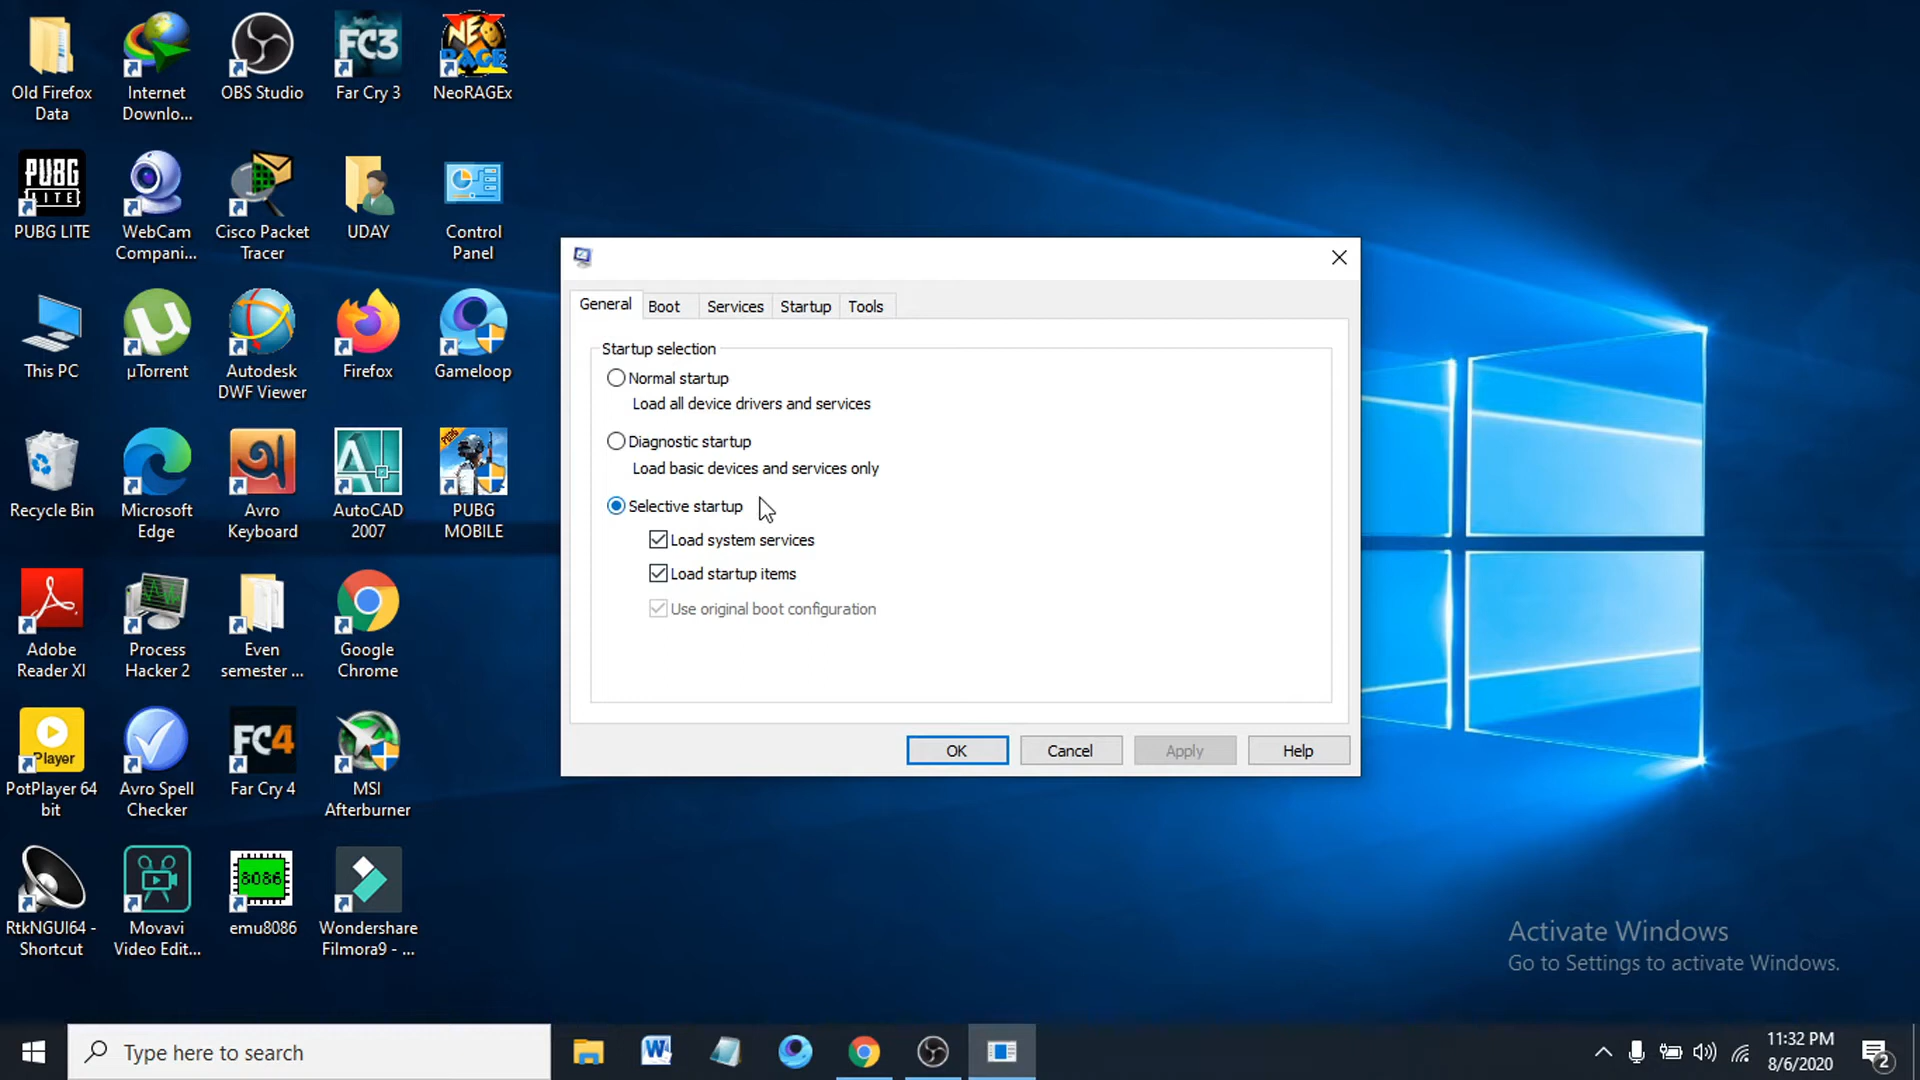 Old Firefox
Data
Internet
Downlo...
OBS Studio
FC3
Far Cry 3
NEO
RAGE
NeoRAGEx
PUBG
LITE
PUBG LITE
WebCam
Compani...
Cisco Packet
Tracer
UDAY
Control
Panel
This PC
µTorrent
Autodesk
DWF Viewer
Firefox
Gameloop
Recycle Bin
Microsoft
Edge
Avro
Keyboard
AutoCAD
2007
PUBG
MOBILE
Adobe
Reader XI
Process
Hacker 2
Even
semester ...
Google
Chrome
Player
PotPlayer 64
bit
Avro Spell
Checker
FC4
Far Cry 4
MSI
Afterburner
RtkNGUI64 -
Shortcut
Movavi
Video Edit...
8086
emu8086
Wondershare
Filmora9 - ...
General
Boot
Services
Startup
Tools
Startup selection
Normal startup
Load all device drivers and services
Diagnostic startup
Load basic devices and services only
Selective startup
Load system services
Load startup items
Use original boot configuration
OK
Cancel
Apply
Help
Activate Windows
Go to Settings to activate Windows.
Type here to search
11:32 PM
8/6/2020
2